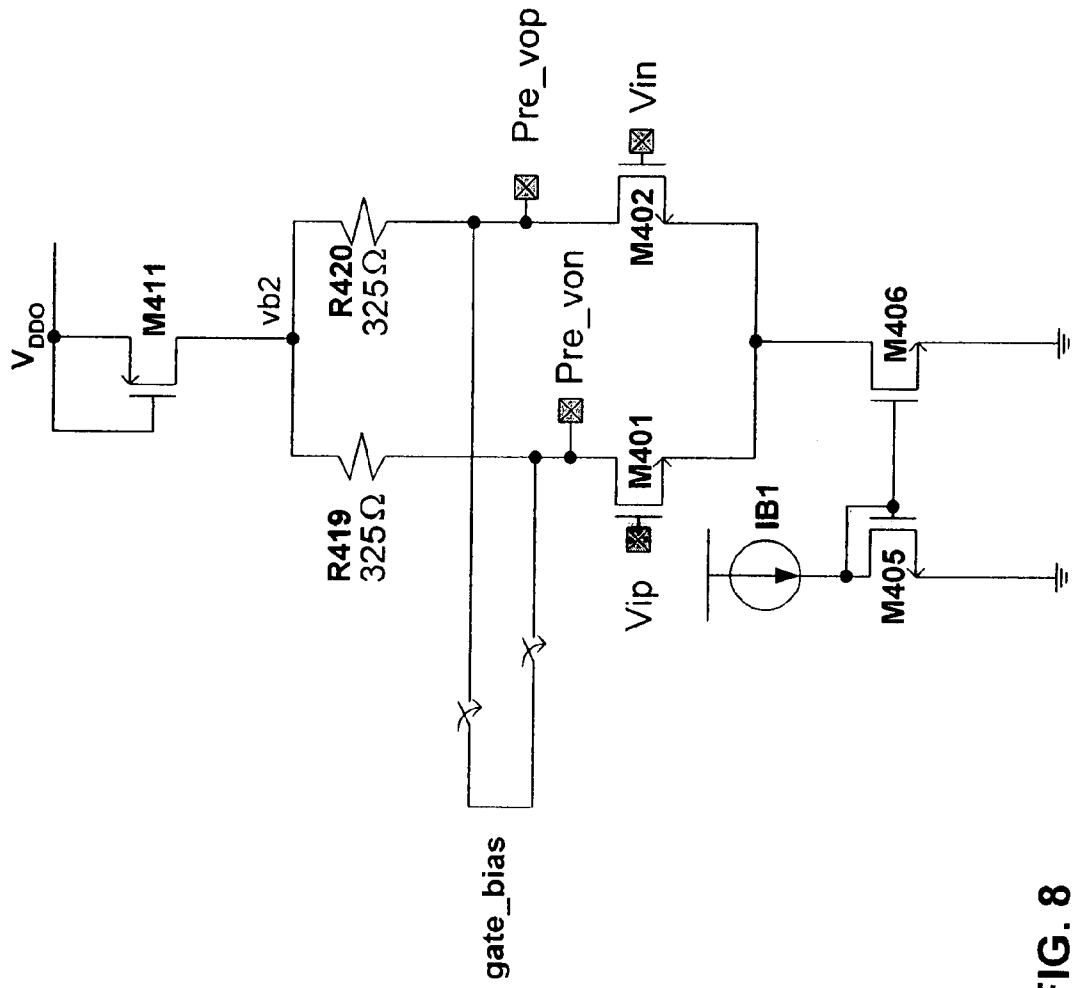 V_DDO
M411
vb2
R419
325Ω
R420
325Ω
Pre_von
Pre_vop
Vip
M401
M402
Vin
IB1
M405
M406
gate_bias
FIG. 8